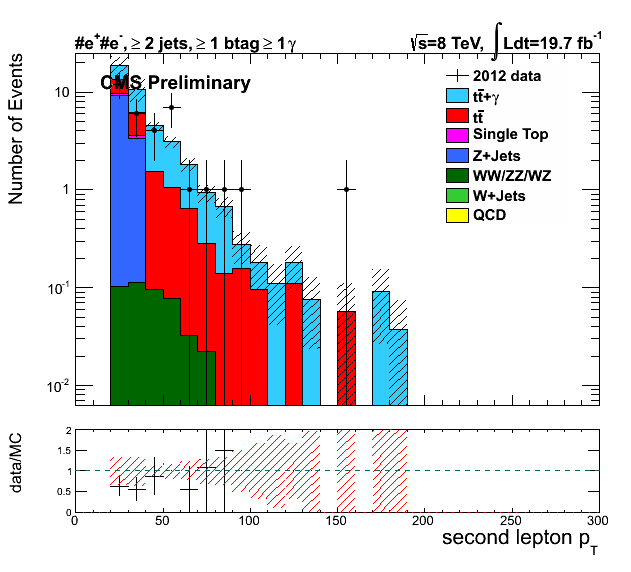 #e⁺#e⁻, ≥ 2 jets, ≥ 1 btag ≥ 1γ
√s=8 TeV, ∫Ldt=19.7 fb⁻¹
CMS Preliminary
Number of Events
10
1
10⁻¹
10⁻²
2012 data
tt̄+γ
tt̄
Single Top
Z+Jets
WW/ZZ/WZ
W+Jets
QCD
data/MC
2
1.5
1
0.5
0
0 50 100 150 200 250 300
second lepton p_T